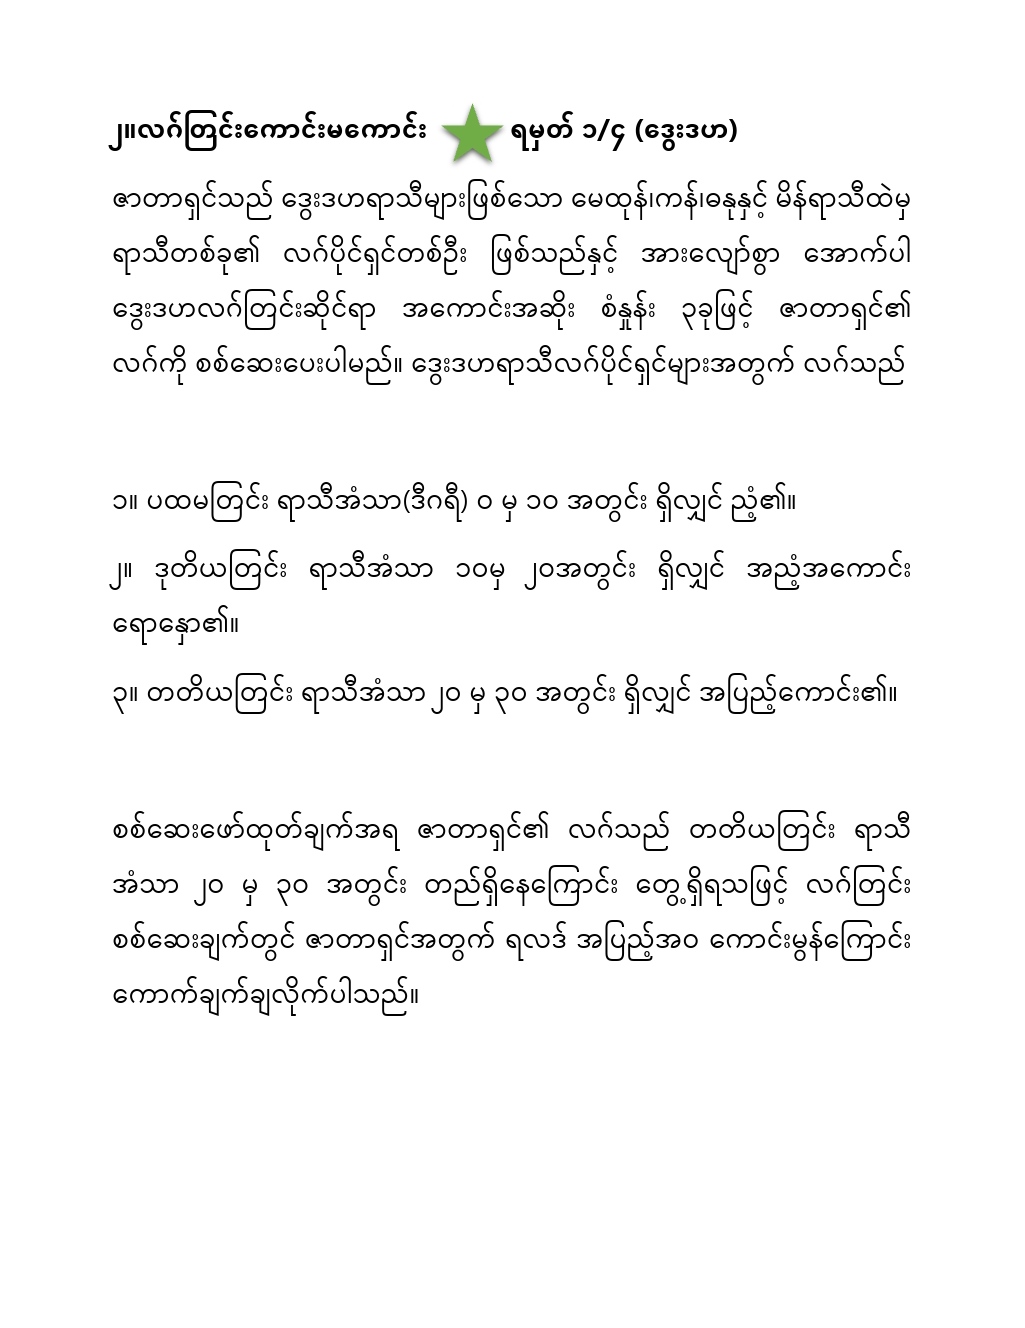 ၂။လဂ်တြင်းကောင်းမကောင်း ရမှတ် ၁/၄ (ဒွေးဒဟ)
ဇာတာရှင်သည် ဒွေးဒဟရာသီများဖြစ်သော မေထုန်၊ကန်၊ဓနုနှင့် မိန်ရာသီထဲမှ
ရာသီတစ်ခု၏ လဂ်ပိုင်ရှင်တစ်ဦး ဖြစ်သည်နှင့် အားလျော်စွာ အောက်ပါ
ဒွေးဒဟလဂ်တြင်းဆိုင်ရာ အကောင်းအဆိုး စံနှုန်း ၃ခုဖြင့် ဇာတာရှင်၏
လဂ်ကို စစ်ဆေးပေးပါမည်။ ဒွေးဒဟရာသီလဂ်ပိုင်ရှင်များအတွက် လဂ်သည်
၁။ ပထမတြင်း ရာသီအံသာ(ဒီဂရီ) ၀ မှ ၁၀ အတွင်း ရှိလျှင် ညံ့၏။
၂။ ဒုတိယတြင်း ရာသီအံသာ ၁၀မှ ၂၀အတွင်း ရှိလျှင် အညံ့အကောင်း
ရောနှော၏။
၃။ တတိယတြင်း ရာသီအံသာ ၂၀ မှ ၃၀ အတွင်း ရှိလျှင် အပြည့်ကောင်း၏။
စစ်ဆေးဖော်ထုတ်ချက်အရ ဇာတာရှင်၏ လဂ်သည် တတိယတြင်း ရာသီ
အံသာ ၂၀ မှ ၃၀ အတွင်း တည်ရှိနေကြောင်း တွေ့ရှိရသဖြင့် လဂ်တြင်း
စစ်ဆေးချက်တွင် ဇာတာရှင်အတွက် ရလဒ် အပြည့်အဝ ကောင်းမွန်ကြောင်း
ကောက်ချက်ချလိုက်ပါသည်။